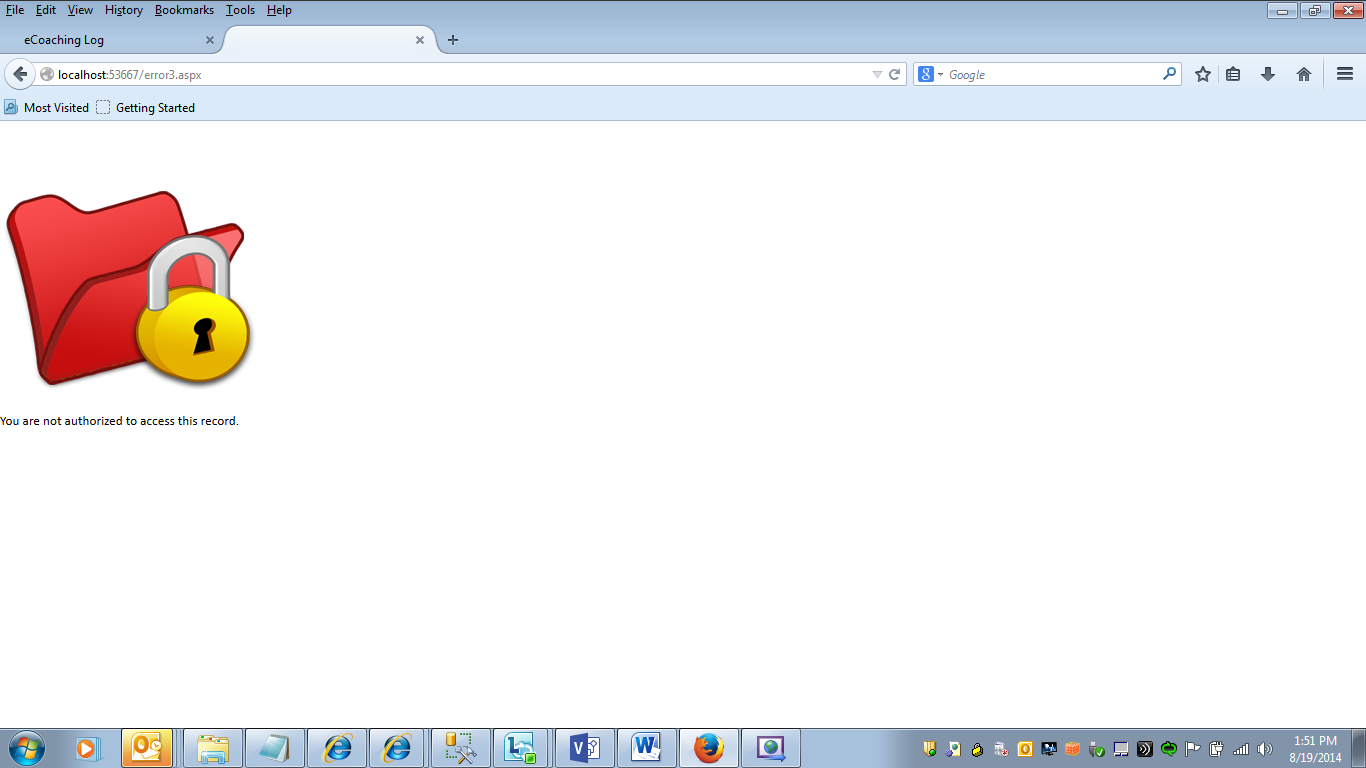 File Edit View History Bookmarks Tools Help
eCoaching Log
localhost:53667/error3.aspx
Google
Most Visited Getting Started
You are not authorized to access this record.
1:51 PM
8/19/2014